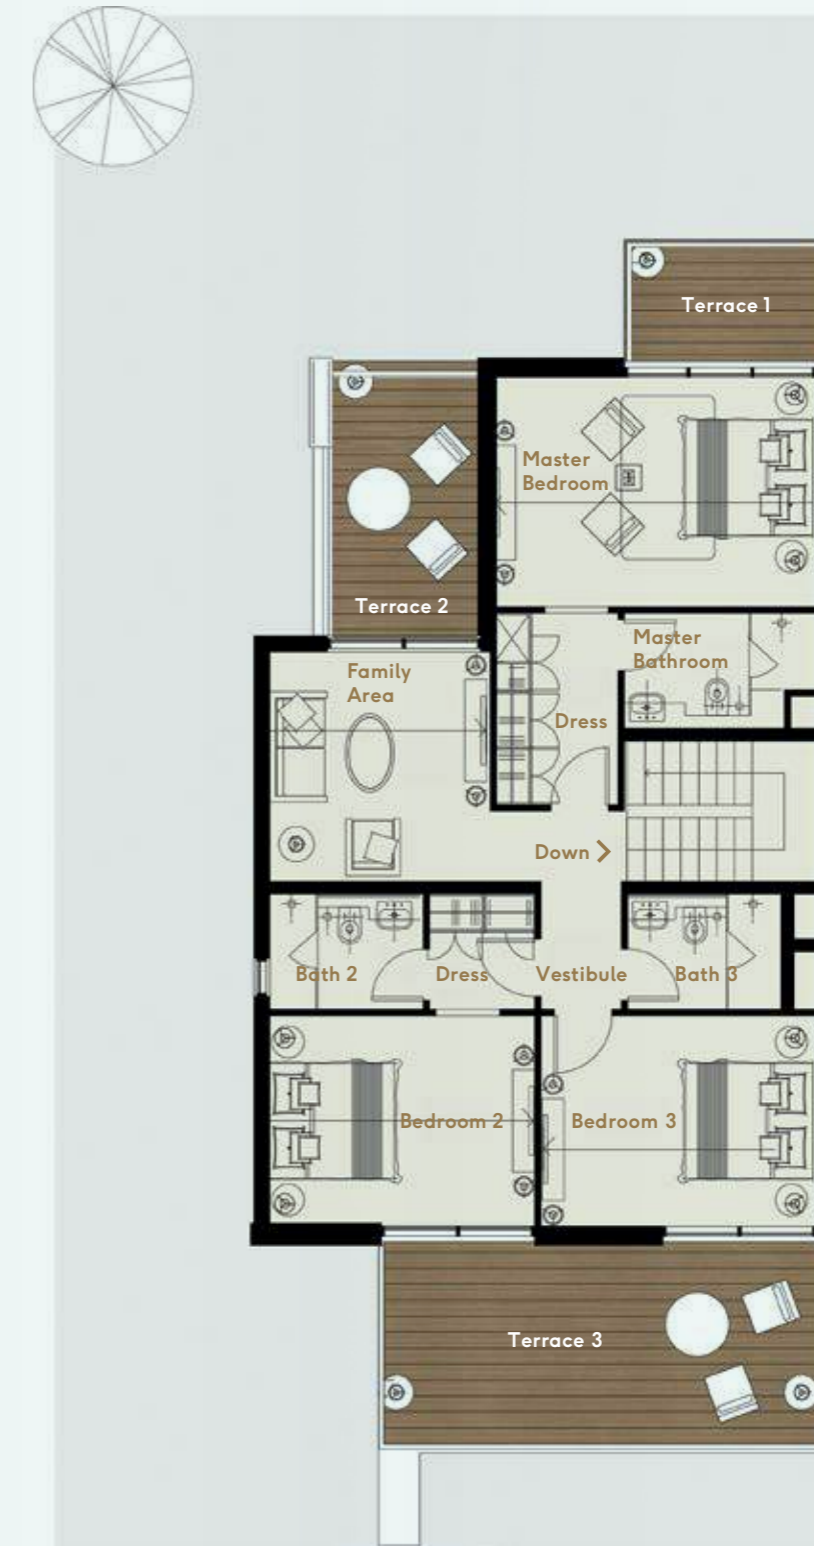 Terrace 1
Master
Bedroom
Terrace 2
Master
Bathroom
Family
Area
Dress
Down
Bath 2
Dress
Vestibule
Bath 3
Bedroom 2
Bedroom 3
Terrace 3